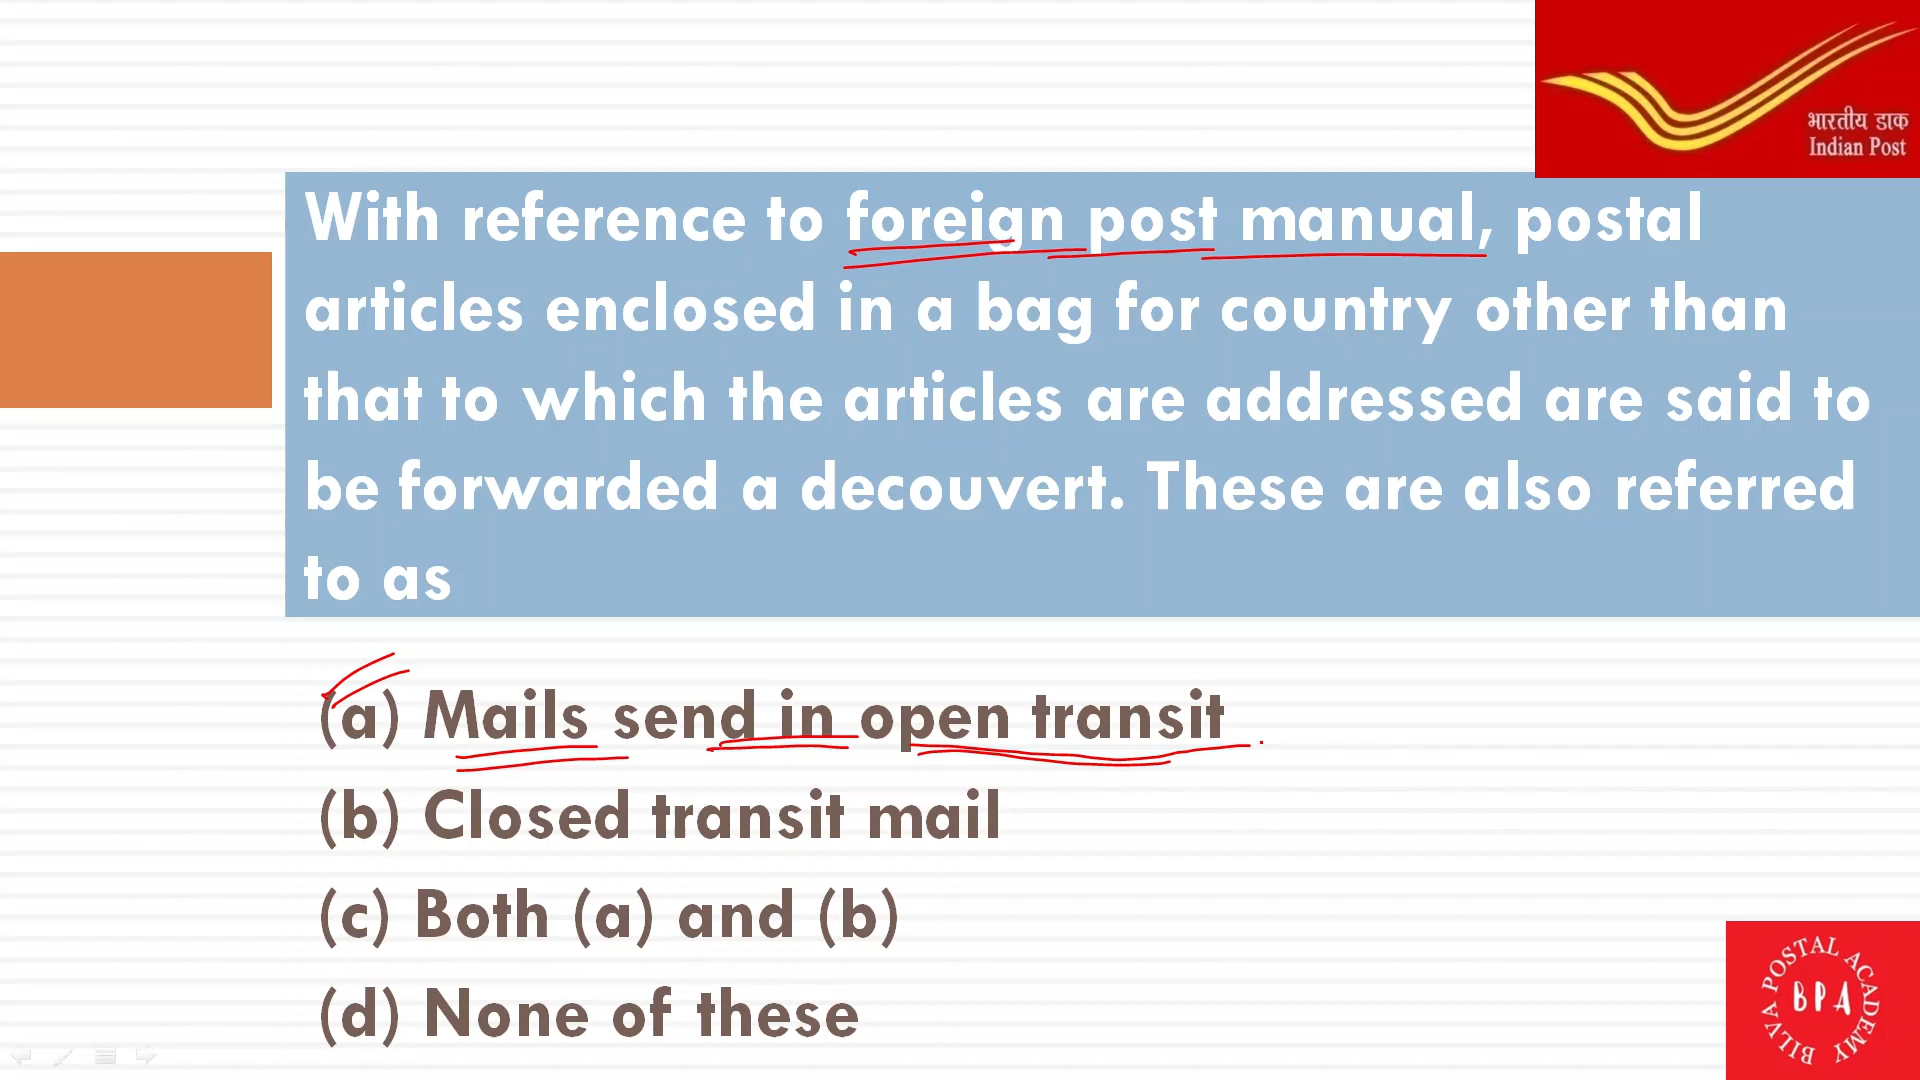 भारतीय डाक
Indian Post
With reference to foreign post manual, postal
articles enclosed in a bag for country other than
that to which the articles are addressed are said to
be forwarded a decouvert. These are also referred
to as
(a) Mails send in open transit
(b) Closed transit mail
(c) Both (a) and (b)
(d) None of these
BILVA POSTAL ACADEMY
BPA